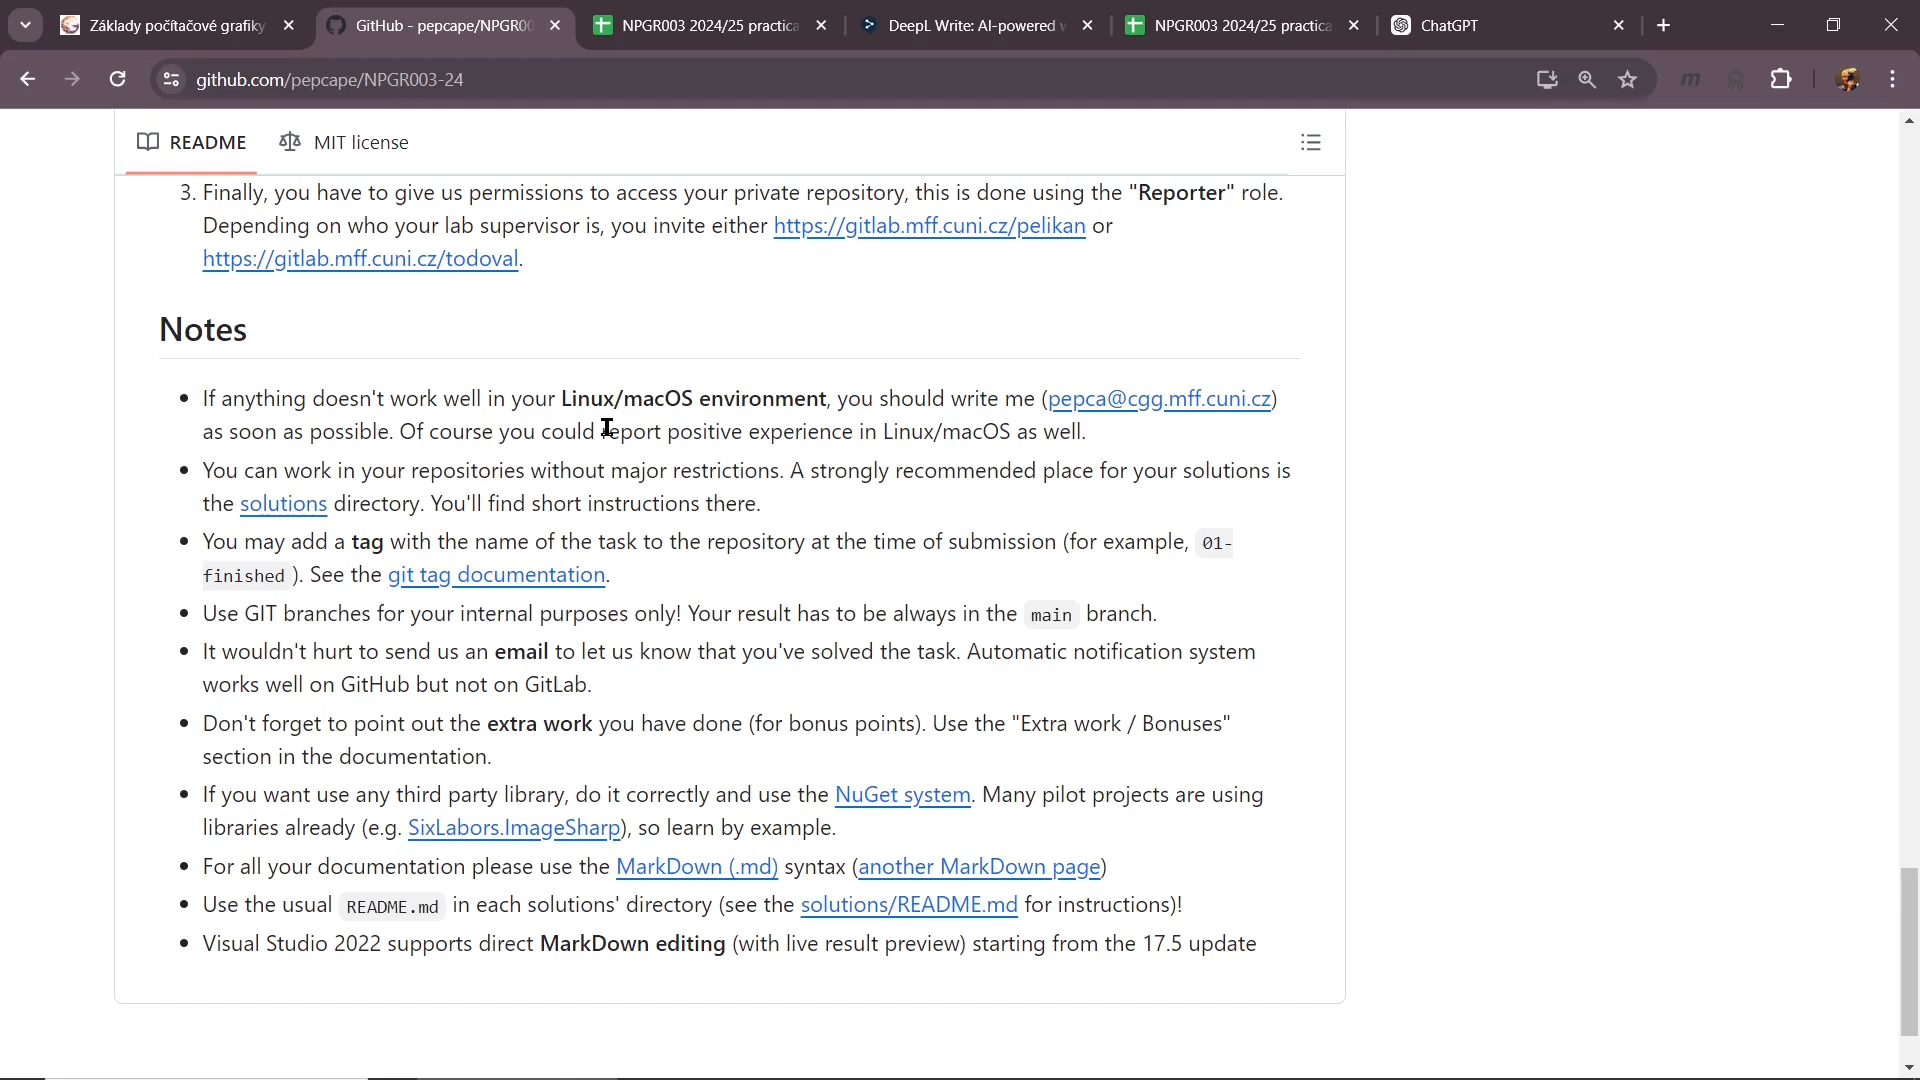 Základy počítačové grafiky
GitHub - pepcape/NPGR00
NPGR003 2024/25 practica
DeepL Write: AI-powered w
NPGR003 2024/25 practica
ChatGPT
github.com/pepcape/NPGR003-24
README
MIT license
3. Finally, you have to give us permissions to access your private repository, this is done using the "Reporter" role.
Depending on who your lab supervisor is, you invite either https://gitlab.mff.cuni.cz/pelikan or
https://gitlab.mff.cuni.cz/todoval.
Notes
• If anything doesn't work well in your Linux/macOS environment, you should write me (pepca@cgg.mff.cuni.cz)
as soon as possible. Of course you could report positive experience in Linux/macOS as well.
• You can work in your repositories without major restrictions. A strongly recommended place for your solutions is
the solutions directory. You'll find short instructions there.
• You may add a tag with the name of the task to the repository at the time of submission (for example, 01-
finished ). See the git tag documentation.
• Use GIT branches for your internal purposes only! Your result has to be always in the main branch.
• It wouldn't hurt to send us an email to let us know that you've solved the task. Automatic notification system
works well on GitHub but not on GitLab.
• Don't forget to point out the extra work you have done (for bonus points). Use the "Extra work / Bonuses"
section in the documentation.
• If you want use any third party library, do it correctly and use the NuGet system. Many pilot projects are using
libraries already (e.g. SixLabors.ImageSharp), so learn by example.
• For all your documentation please use the MarkDown (.md) syntax (another MarkDown page)
• Use the usual README.md in each solutions' directory (see the solutions/README.md for instructions)!
• Visual Studio 2022 supports direct MarkDown editing (with live result preview) starting from the 17.5 update